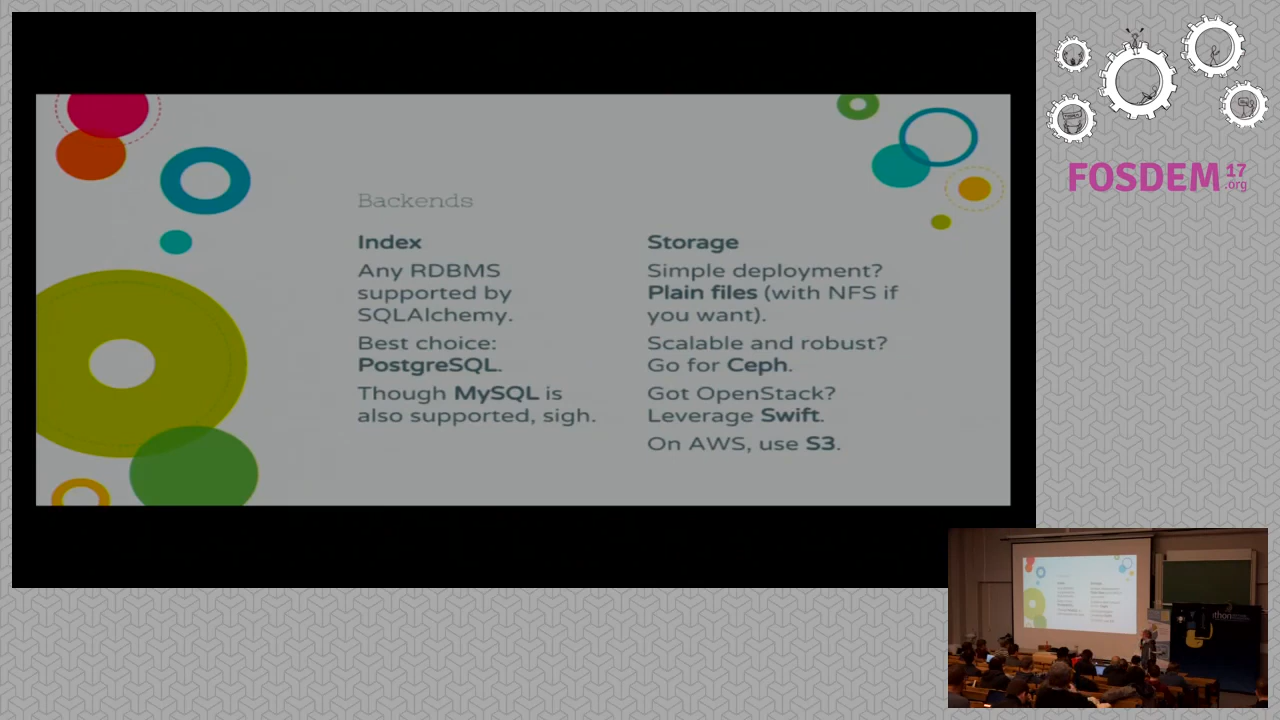 Backends
Index
Any RDBMS
supported by
SQLAlchemy.
Best choice:
PostgreSQL.
Though MySQL is
also supported, sigh.
Storage
Simple deployment?
Plain files (with NFS if
you want).
Scalable and robust?
Go for Ceph.
Got OpenStack?
Leverage Swift.
On AWS, use S3.
FOSDEM 17
.org